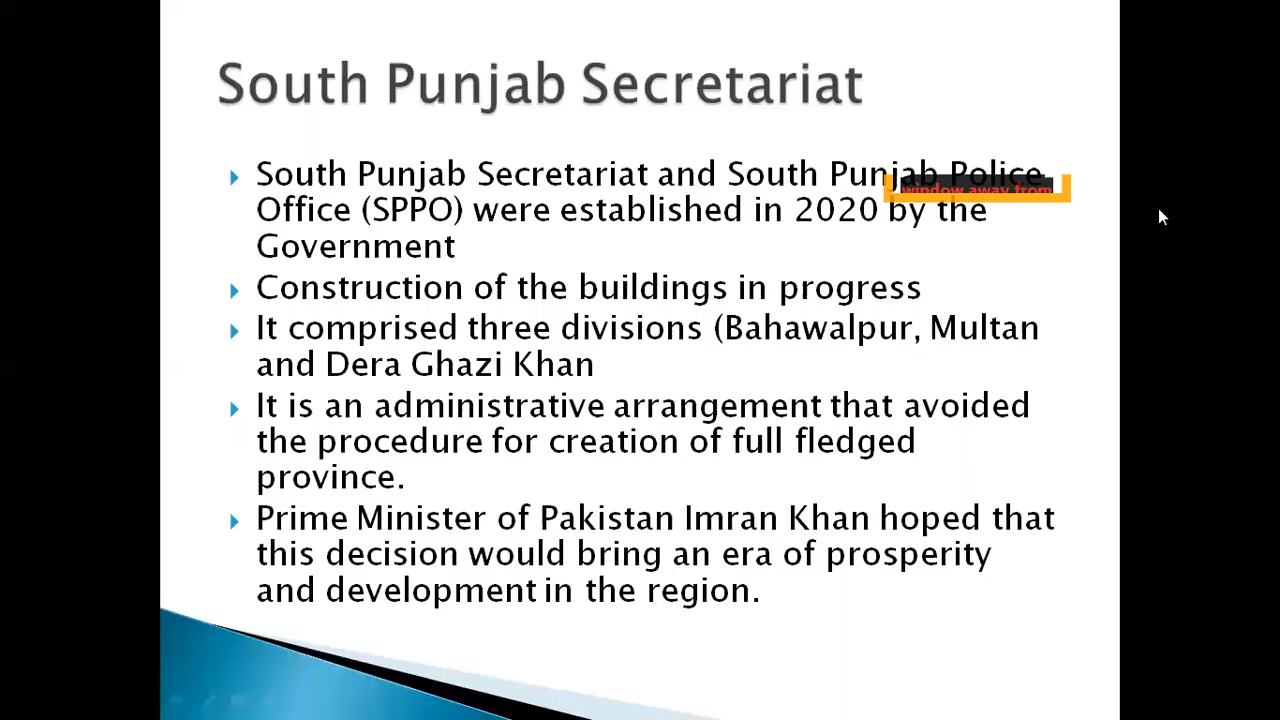 South Punjab Secretariat
South Punjab Secretariat and South Punjab Police
window away from
Office (SPPO) were established in 2020 by the
Government
Construction of the buildings in progress
It comprised three divisions (Bahawalpur, Multan
and Dera Ghazi Khan
It is an administrative arrangement that avoided
the procedure for creation of full fledged
province.
Prime Minister of Pakistan Imran Khan hoped that
this decision would bring an era of prosperity
and development in the region.